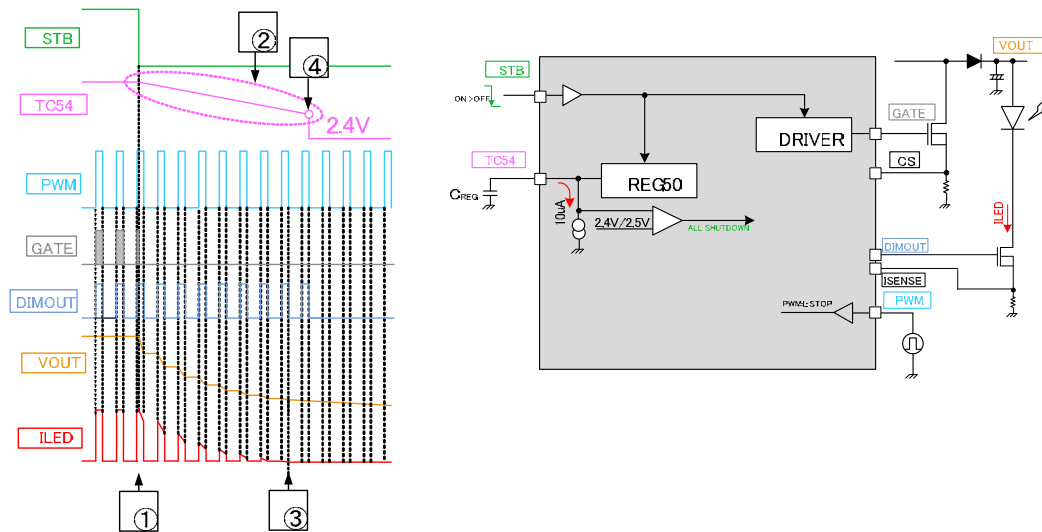 STB
TC54
PWM
GATE
DIMOUT
VOUT
ILED
②
④
2.4V
①
③
STB
ON->OFF
TC54
CREG
10uA
REG50
2.4V/2.5V
ALL SHUTDOWN
DRIVER
VOUT
GATE
CS
ILED
DIMOUT
ISENSE
PWM
PWM=L:STOP